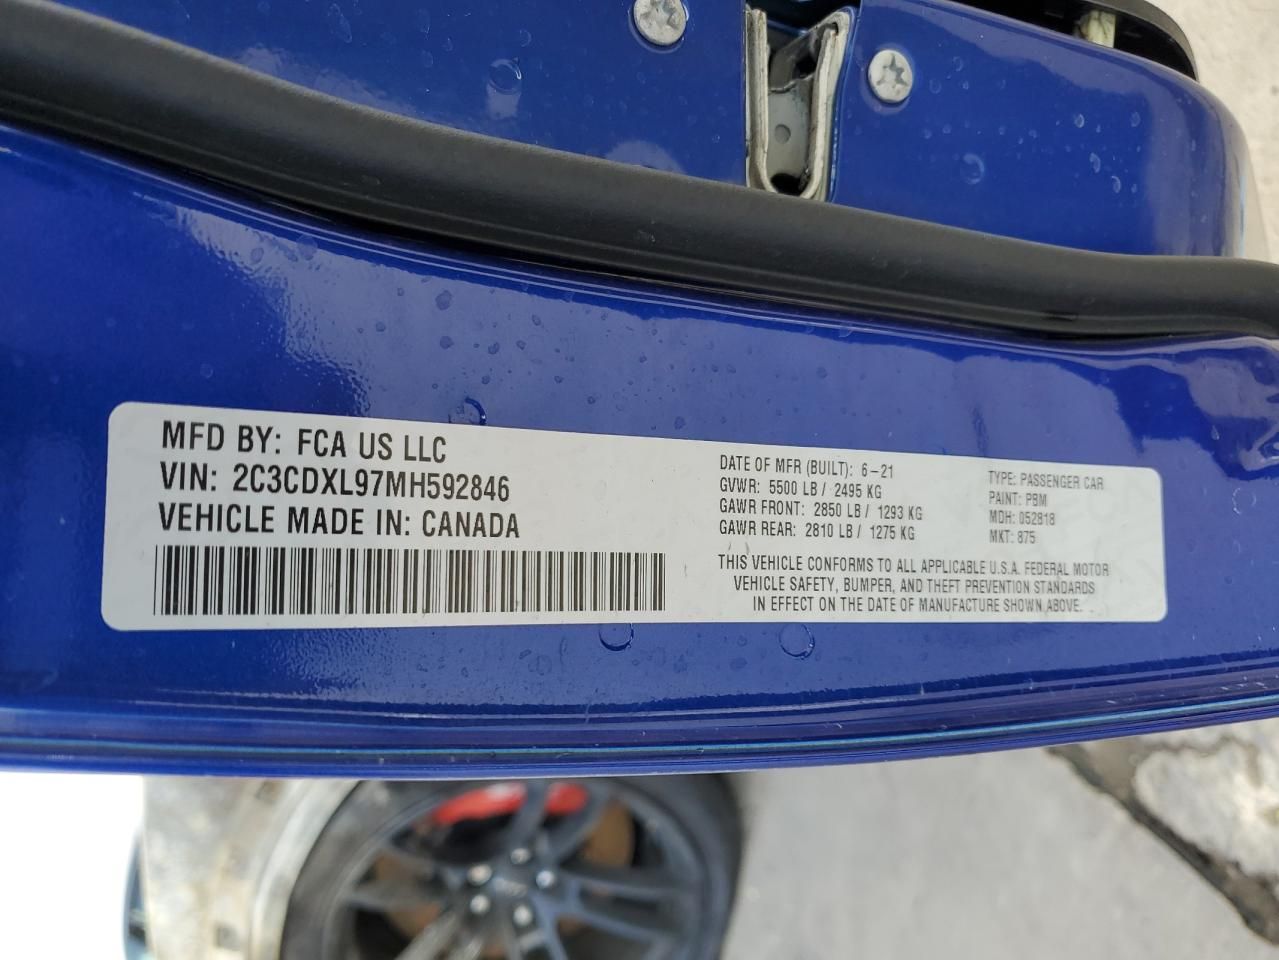 MFD BY: FCA US LLC
VIN: 2C3CDXL97MH592846
VEHICLE MADE IN: CANADA
DATE OF MFR (BUILT): 6-21
GVWR: 5500 LB / 2495 KG
GAWR FRONT: 2850 LB / 1293 KG
GAWR REAR: 2810 LB / 1275 KG
TYPE: PASSENGER CAR
PAINT: PBM
MDH: 052818
MKT: 875
THIS VEHICLE CONFORMS TO ALL APPLICABLE U.S.A. FEDERAL MOTOR
VEHICLE SAFETY, BUMPER, AND THEFT PREVENTION STANDARDS
IN EFFECT ON THE DATE OF MANUFACTURE SHOWN ABOVE.